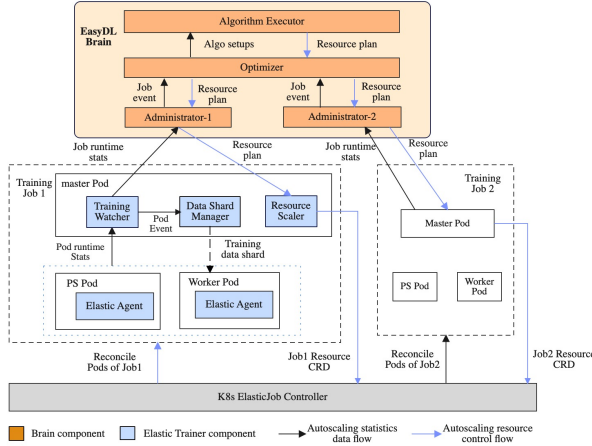 EasyDL
Brain
Algorithm Executor
Algo setups
Resource plan
Optimizer
Job
event
Resource
plan
Job
event
Resource
plan
Administrator-1
Administrator-2
Job runtime
stats
Resource
plan
Job runtime
stats
Resource
plan
Training
Job 1
master Pod
Training
Watcher
Pod
Event
Data Shard
Manager
Resource
Scaler
Pod runtime
Stats
Training
data shard
PS Pod
Elastic Agent
Worker Pod
Elastic Agent
Training
Job 2
Master Pod
PS Pod
Worker
Pod
Reconcile
Pods of Job1
Job1 Resource
CRD
Reconcile
Pods of Job2
Job2 Resource
CRD
K8s ElasticJob Controller
Brain component
Elastic Trainer component
Autoscaling statistics
data flow
Autoscaling resource
control flow